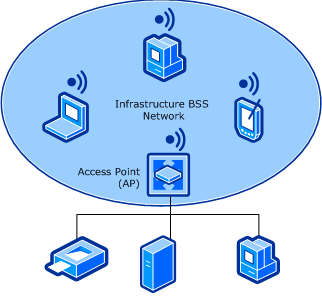 Infrastructure BSS
Network
Access Point
(AP)